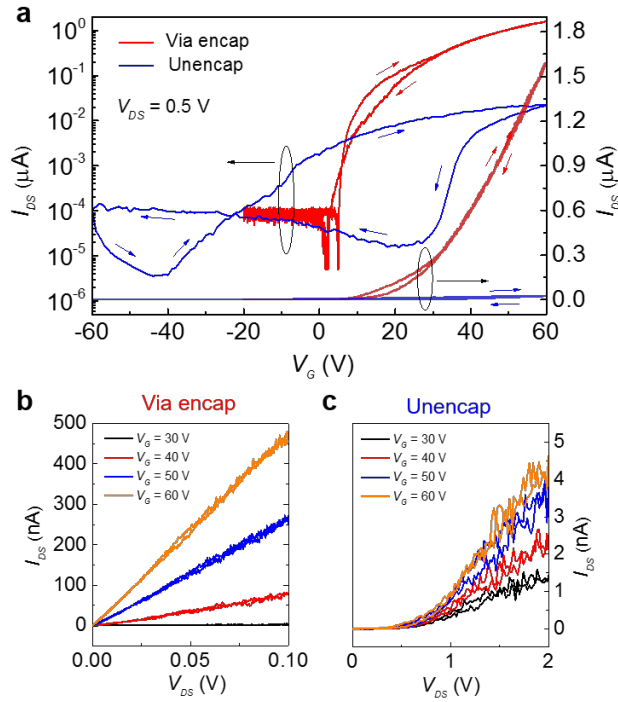 a
Via encap
Unencap
V_DS = 0.5 V
I_DS (μA)
10^0
10^-1
10^-2
10^-3
10^-4
10^-5
10^-6
1.8
1.5
1.2
0.9
0.6
0.3
0.0
I_DS (μA)
-60 -40 -20 0 20 40 60
V_G (V)
b Via encap
V_G = 30 V
V_G = 40 V
V_G = 50 V
V_G = 60 V
I_DS (nA)
500
400
300
200
100
0
0.00 0.05 0.10
V_DS (V)
c Unencap
V_G = 30 V
V_G = 40 V
V_G = 50 V
V_G = 60 V
5
4
3
2
1
0
I_DS (nA)
0 1 2
V_DS (V)